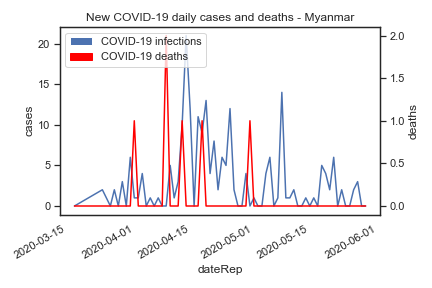 New COVID-19 daily cases and deaths - Myanmar
COVID-19 infections
COVID-19 deaths
cases
20
15
10
5
0
deaths
2.0
1.5
1.0
0.5
0.0
2020-03-15
2020-04-01
2020-04-15
2020-05-01
2020-05-15
2020-06-01
dateRep